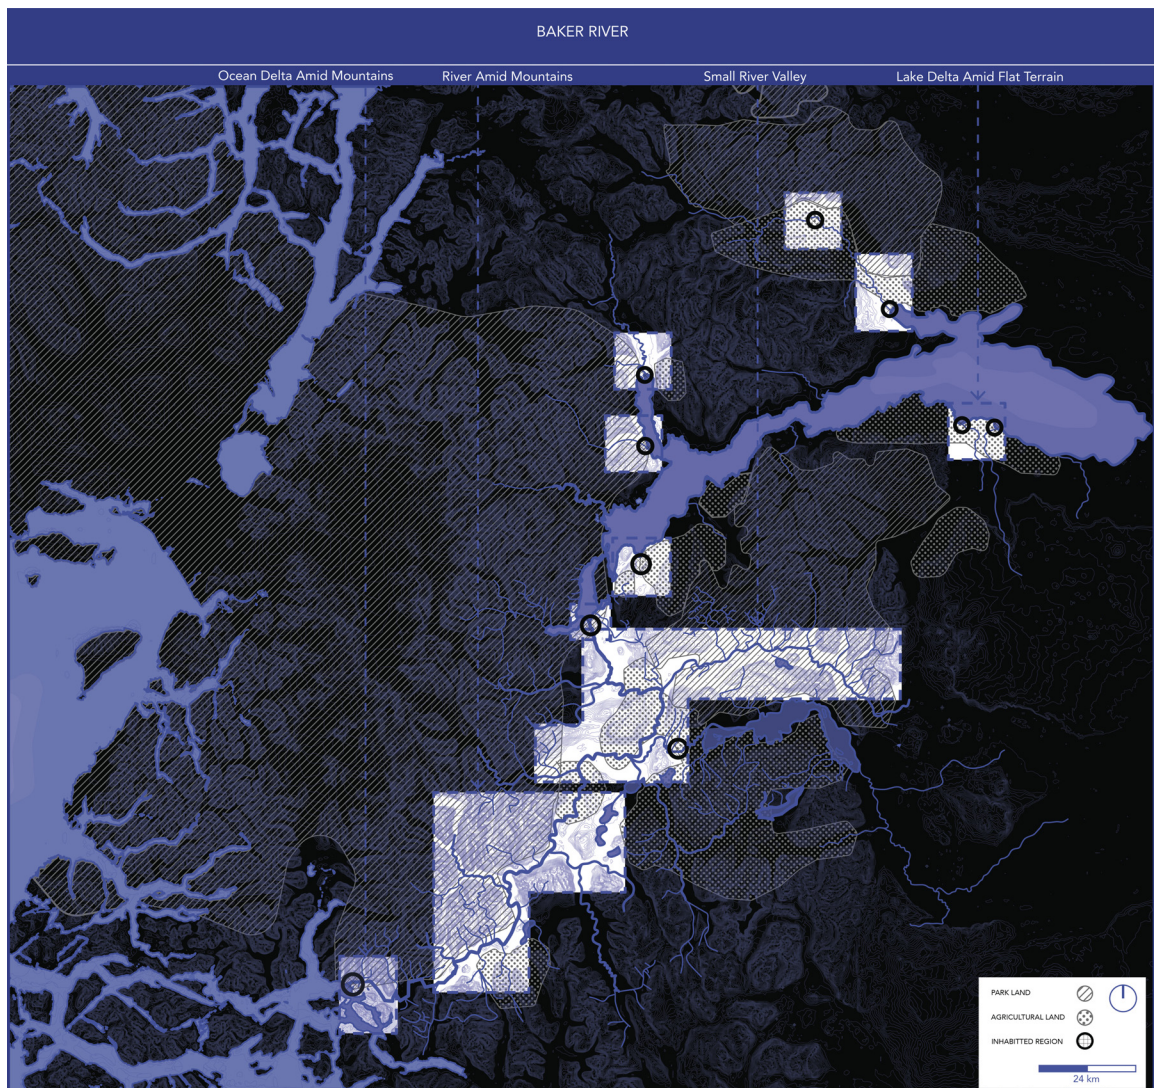 BAKER RIVER
Ocean Delta Amid Mountains
River Amid Mountains
Small River Valley
Lake Delta Amid Flat Terrain
PARK LAND
AGRICULTURAL LAND
INHABITTED REGION
24 km